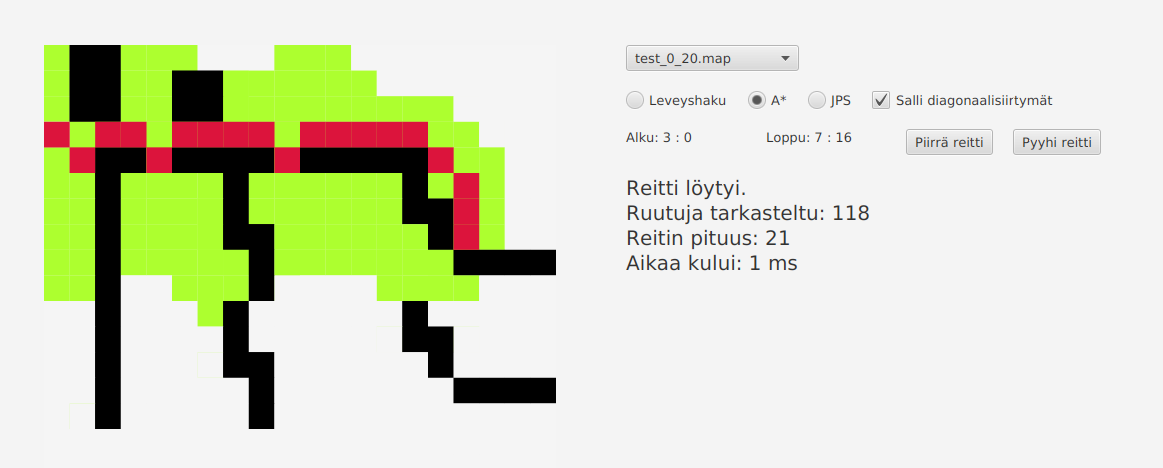 test_0_20.map
Leveyshaku A* JPS Salli diagonaalisiirtymät
Alku: 3 : 0 Loppu: 7 : 16 Piirrä reitti Pyyhi reitti
Reitti löytyi.
Ruutuja tarkasteltu: 118
Reitin pituus: 21
Aikaa kului: 1 ms